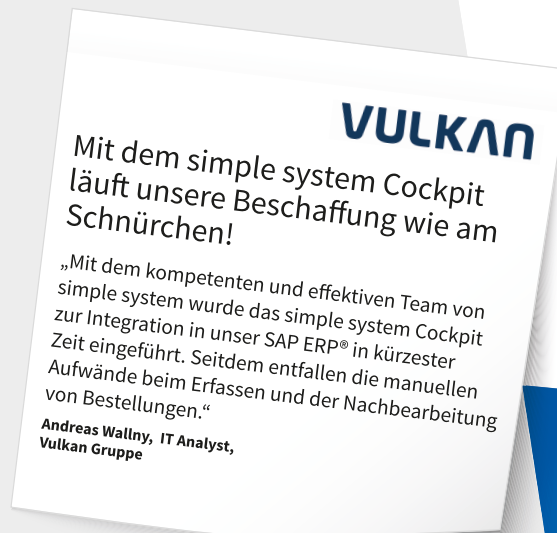 VULKAN
Mit dem simple system Cockpit
läuft unsere Beschaffung wie am
Schnürchen!
„Mit dem kompetenten und effektiven Team von
simple system wurde das simple system Cockpit
zur Integration in unser SAP ERP® in kürzester
Zeit eingeführt. Seitdem entfallen die manuellen
Aufwände beim Erfassen und der Nachbearbeitung
von Bestellungen.“
Andreas Wallny, IT Analyst,
Vulkan Gruppe